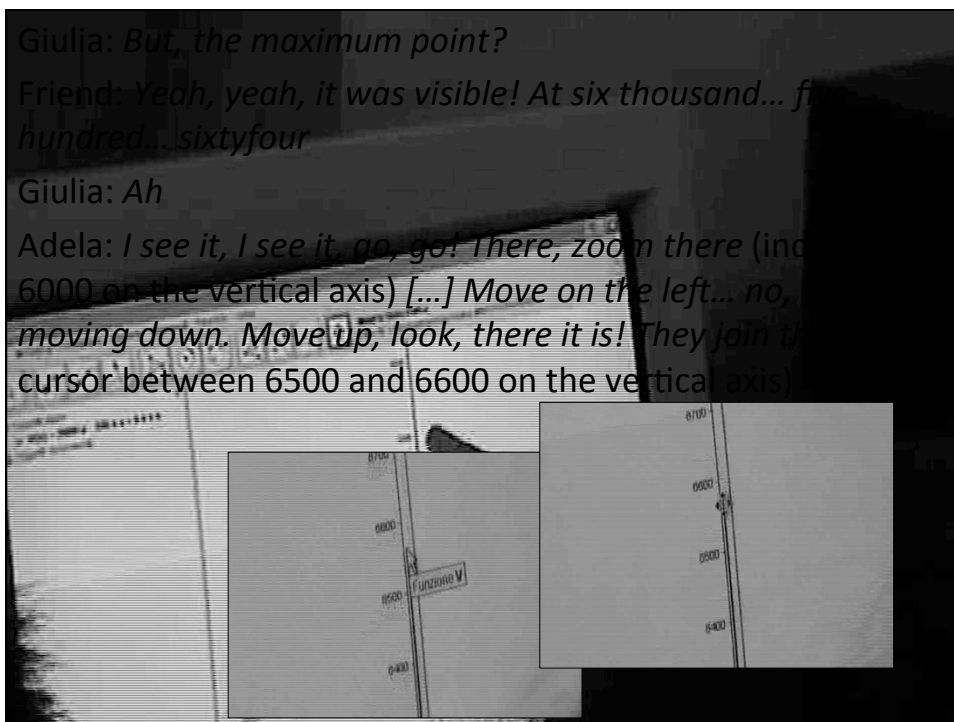 Giulia: But, the maximum point?
Friend: Yeah, yeah, it was visible! At six thousand… five
hundred… sixtyfour
Giulia: Ah
Adela: I see it, I see it, go, go! There, zoom there (ind
6000 on the vertical axis) […] Move on the left… no,
moving down. Move up, look, there it is! They join th
cursor between 6500 and 6600 on the vertical axis)
6700
6600
Funzione V
6500
6400
6700
6600
6500
6400